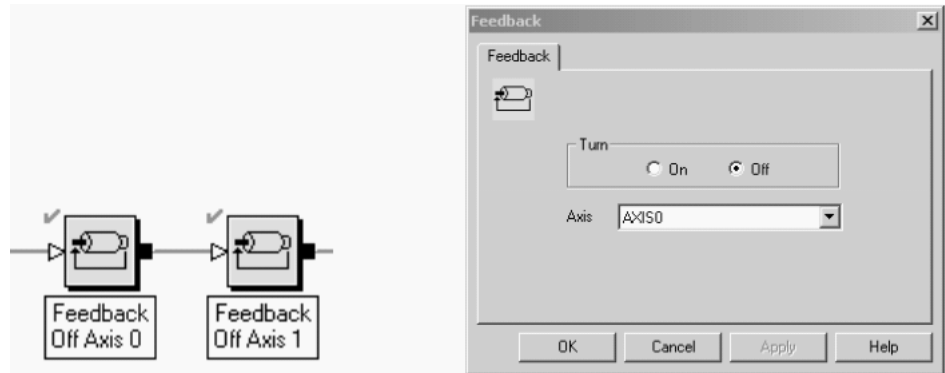 Feedback
Off Axis 0
Feedback
Off Axis 1
Feedback
Feedback
Turn
On
Off
Axis
AXIS0
OK
Cancel
Apply
Help